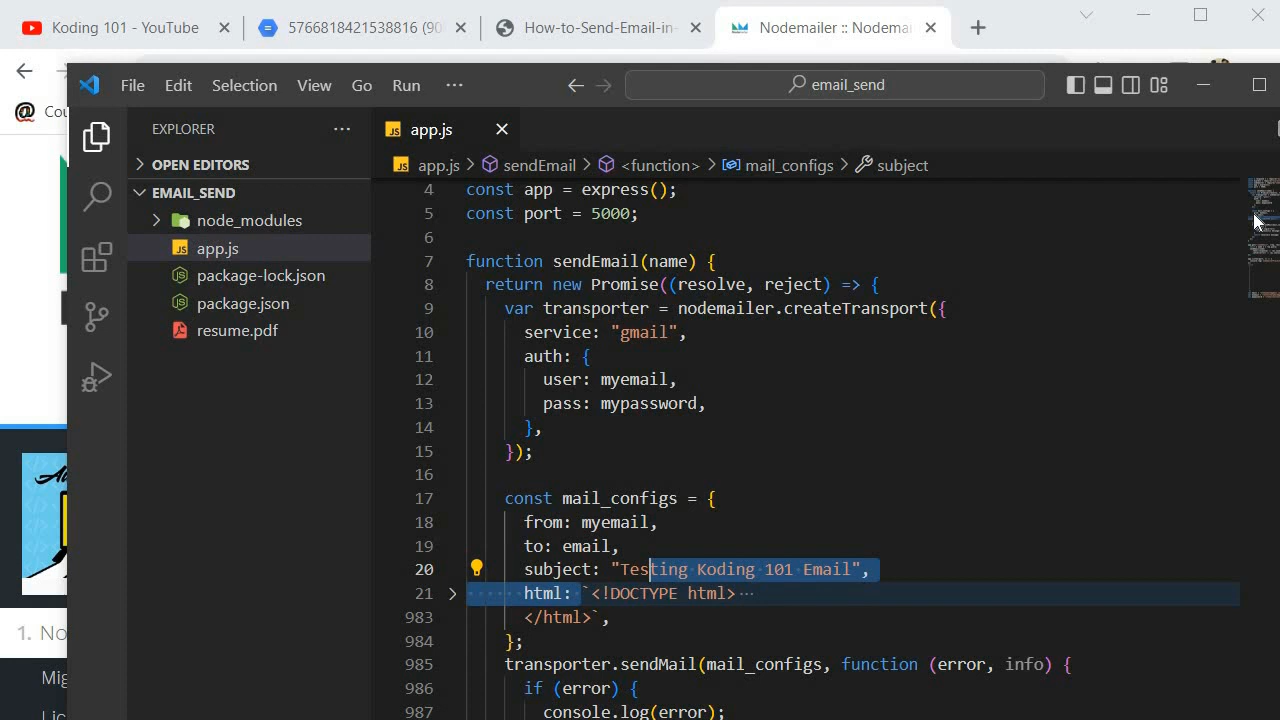 Koding 101 - YouTube
5766818421538816 (90
How-to-Send-Email-in-
Nodemailer :: Nodemai
Cou
File Edit Selection View Go Run ···
email_send
EXPLORER
app.js
OPEN EDITORS
app.js > sendEmail > <function> > mail_configs > subject
EMAIL_SEND
node_modules
app.js
package-lock.json
package.json
resume.pdf
4 const app = express();
5 const port = 5000;
6
7 function sendEmail(name) {
8 return new Promise((resolve, reject) => {
9 var transporter = nodemailer.createTransport({
10 service: "gmail",
11 auth: {
12 user: myemail,
13 pass: mypassword,
14 },
15 });
16
17 const mail_configs = {
18 from: myemail,
19 to: email,
20 subject: "Testing Koding 101 Email",
21 html: `<!DOCTYPE html> ···
983 </html>`,
984 };
985 transporter.sendMail(mail_configs, function (error, info) {
986 if (error) {
987 console.log(error);
1. No
Mig
Lic